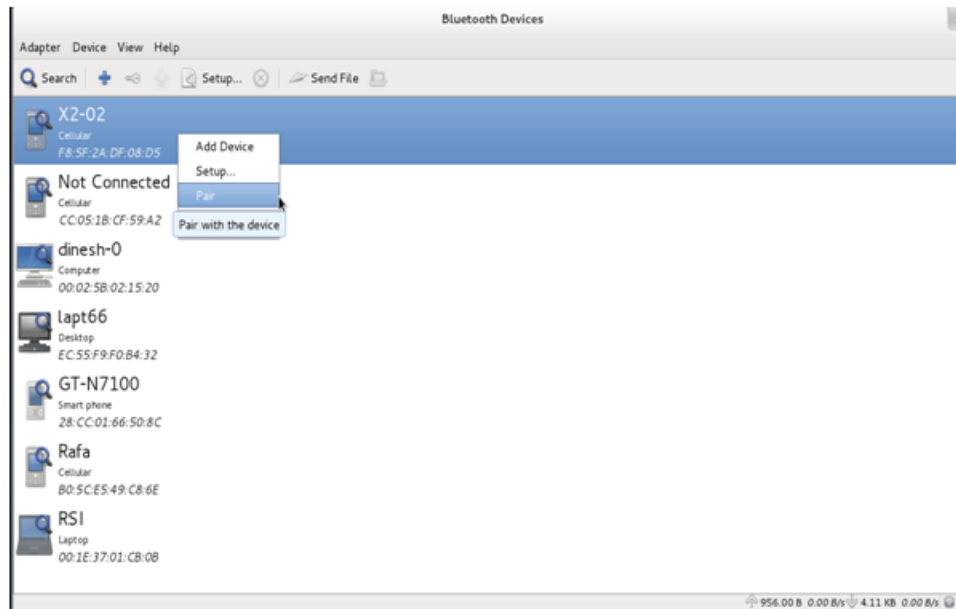 Bluetooth Devices
Adapter Device View Help
Search Setup... Send File
X2-02
Cellular
F8:5F:2A:DF:08:D5
Add Device
Setup...
Pair
Pair with the device
Not Connected
Cellular
CC:05:1B:CF:59:A2
dinesh-0
Computer
00:02:5B:02:15:20
lapt66
Desktop
EC:55:F9:F0:B4:32
GT-N7100
Smart phone
28:CC:01:66:50:8C
Rafa
Cellular
B0:5C:E5:49:C8:6E
RSI
Laptop
00:1E:37:01:CB:0B
956.00 B 0.00 B/s 4.11 KB 0.00 B/s